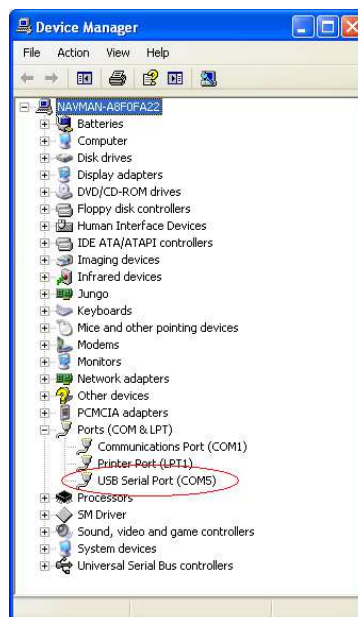 Device Manager
File Action View Help
NAVMAN-A8F0FA22
Batteries
Computer
Disk drives
Display adapters
DVD/CD-ROM drives
Floppy disk controllers
Human Interface Devices
IDE ATA/ATAPI controllers
Imaging devices
Infrared devices
Jungo
Keyboards
Mice and other pointing devices
Modems
Monitors
Network adapters
Other devices
PCMCIA adapters
Ports (COM & LPT)
Communications Port (COM1)
Printer Port (LPT1)
USB Serial Port (COM5)
Processors
SM Driver
Sound, video and game controllers
System devices
Universal Serial Bus controllers